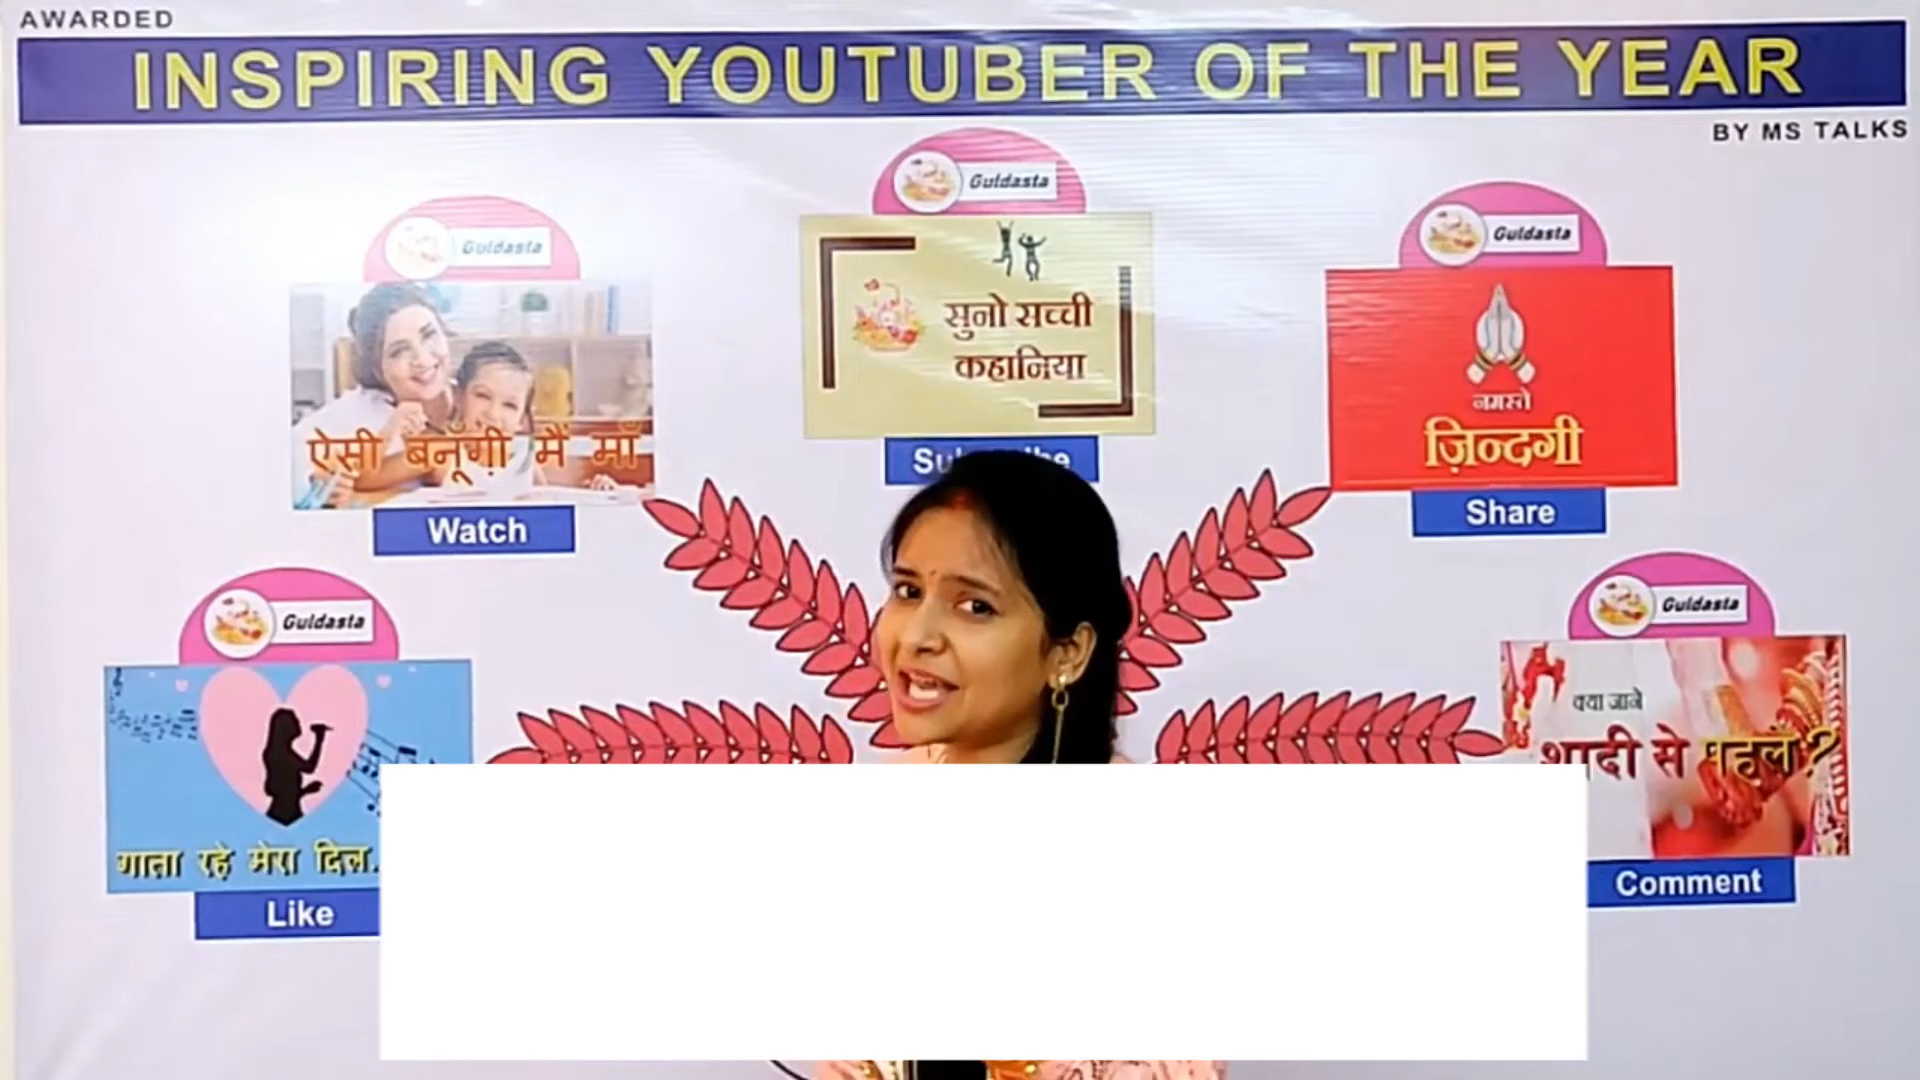 AWARDED
INSPIRING YOUTUBER OF THE YEAR
BY MS TALKS
Guldasta
सुनो सच्ची
कहानिया
Guldasta
ऐसी बनूँगी मैं माँ
Watch
Guldasta
नमस्ते
ज़िन्दगी
Share
Guldasta
गाता रहे मेरा दिल.
Like
Guldasta
क्या जाने
शादी से पहले?
Comment